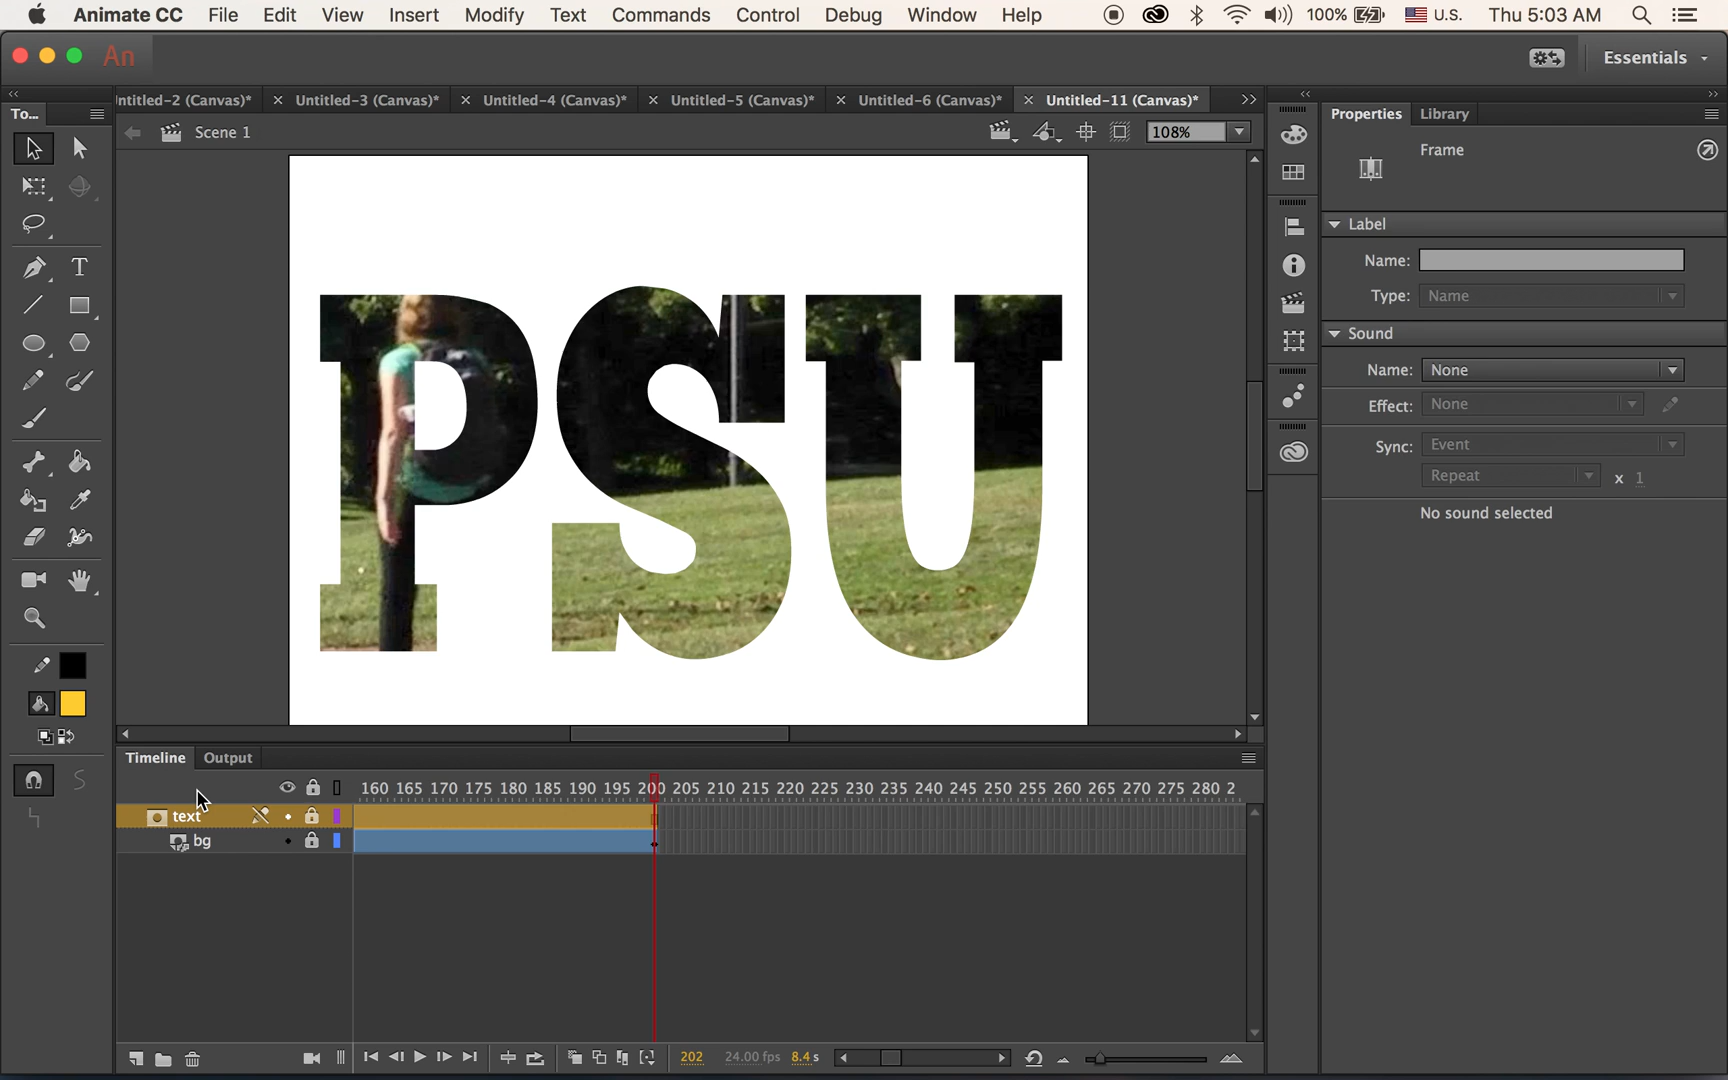 Animate CC File Edit View Insert Modify Text Commands Control Debug Window Help 100% U.S. Thu 5:03 AM
An Essentials
To... ntitled-2 (Canvas)* × Untitled-3 (Canvas)* × Untitled-4 (Canvas)* × Untitled-5 (Canvas)* × Untitled-6 (Canvas)* × Untitled-11 (Canvas)* Properties Library
Scene 1 108%
Frame
Label
Name:
Type: Name
Sound
Name: None
Effect: None
Sync: Event
Repeat x 1
No sound selected
PSU
Timeline Output
160 165 170 175 180 185 190 195 200 205 210 215 220 225 230 235 240 245 250 255 260 265 270 275 280 2
text
bg
202 24.00 fps 8.4 s